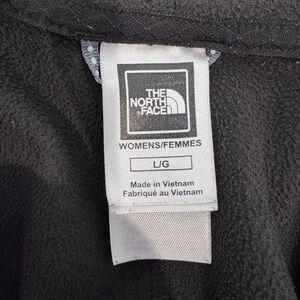 THE
NORTH
FACE
WOMENS/FEMMES
L/G
Made in Vietnam
Fabriqué au Vietnam